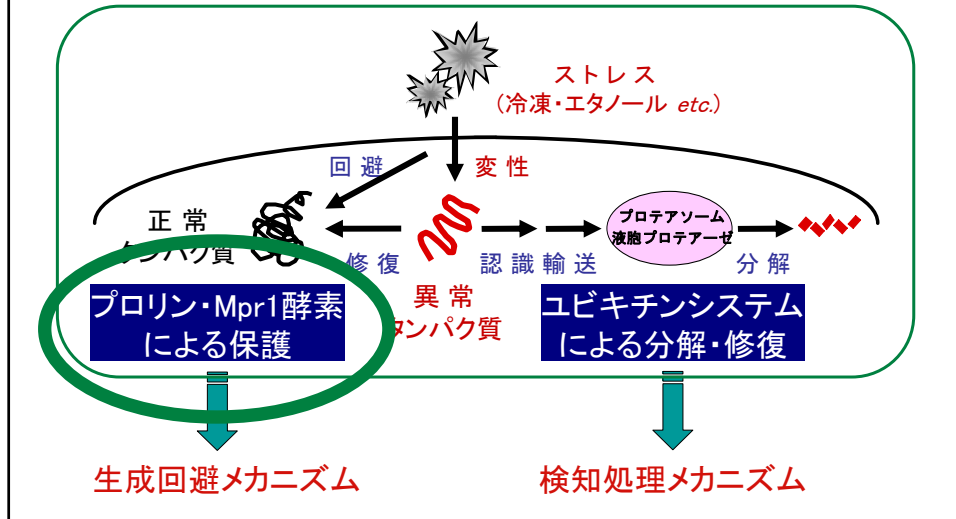 ストレス
(冷凍・エタノール etc.)
回避
変性
正常
タンパク質
プロテアソーム
液胞プロテアーゼ
修復
認識輸送
分解
異常
タンパク質
プロリン・Mpr1酵素
による保護
ユビキチンシステム
による分解・修復
生成回避メカニズム
検知処理メカニズム